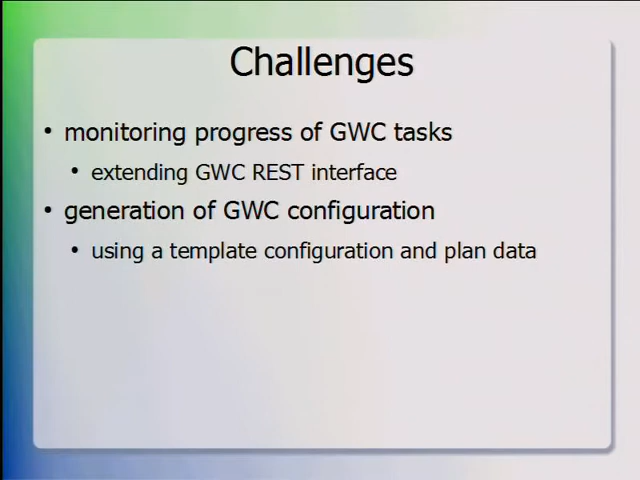 Challenges
• monitoring progress of GWC tasks
• extending GWC REST interface
• generation of GWC configuration
• using a template configuration and plan data